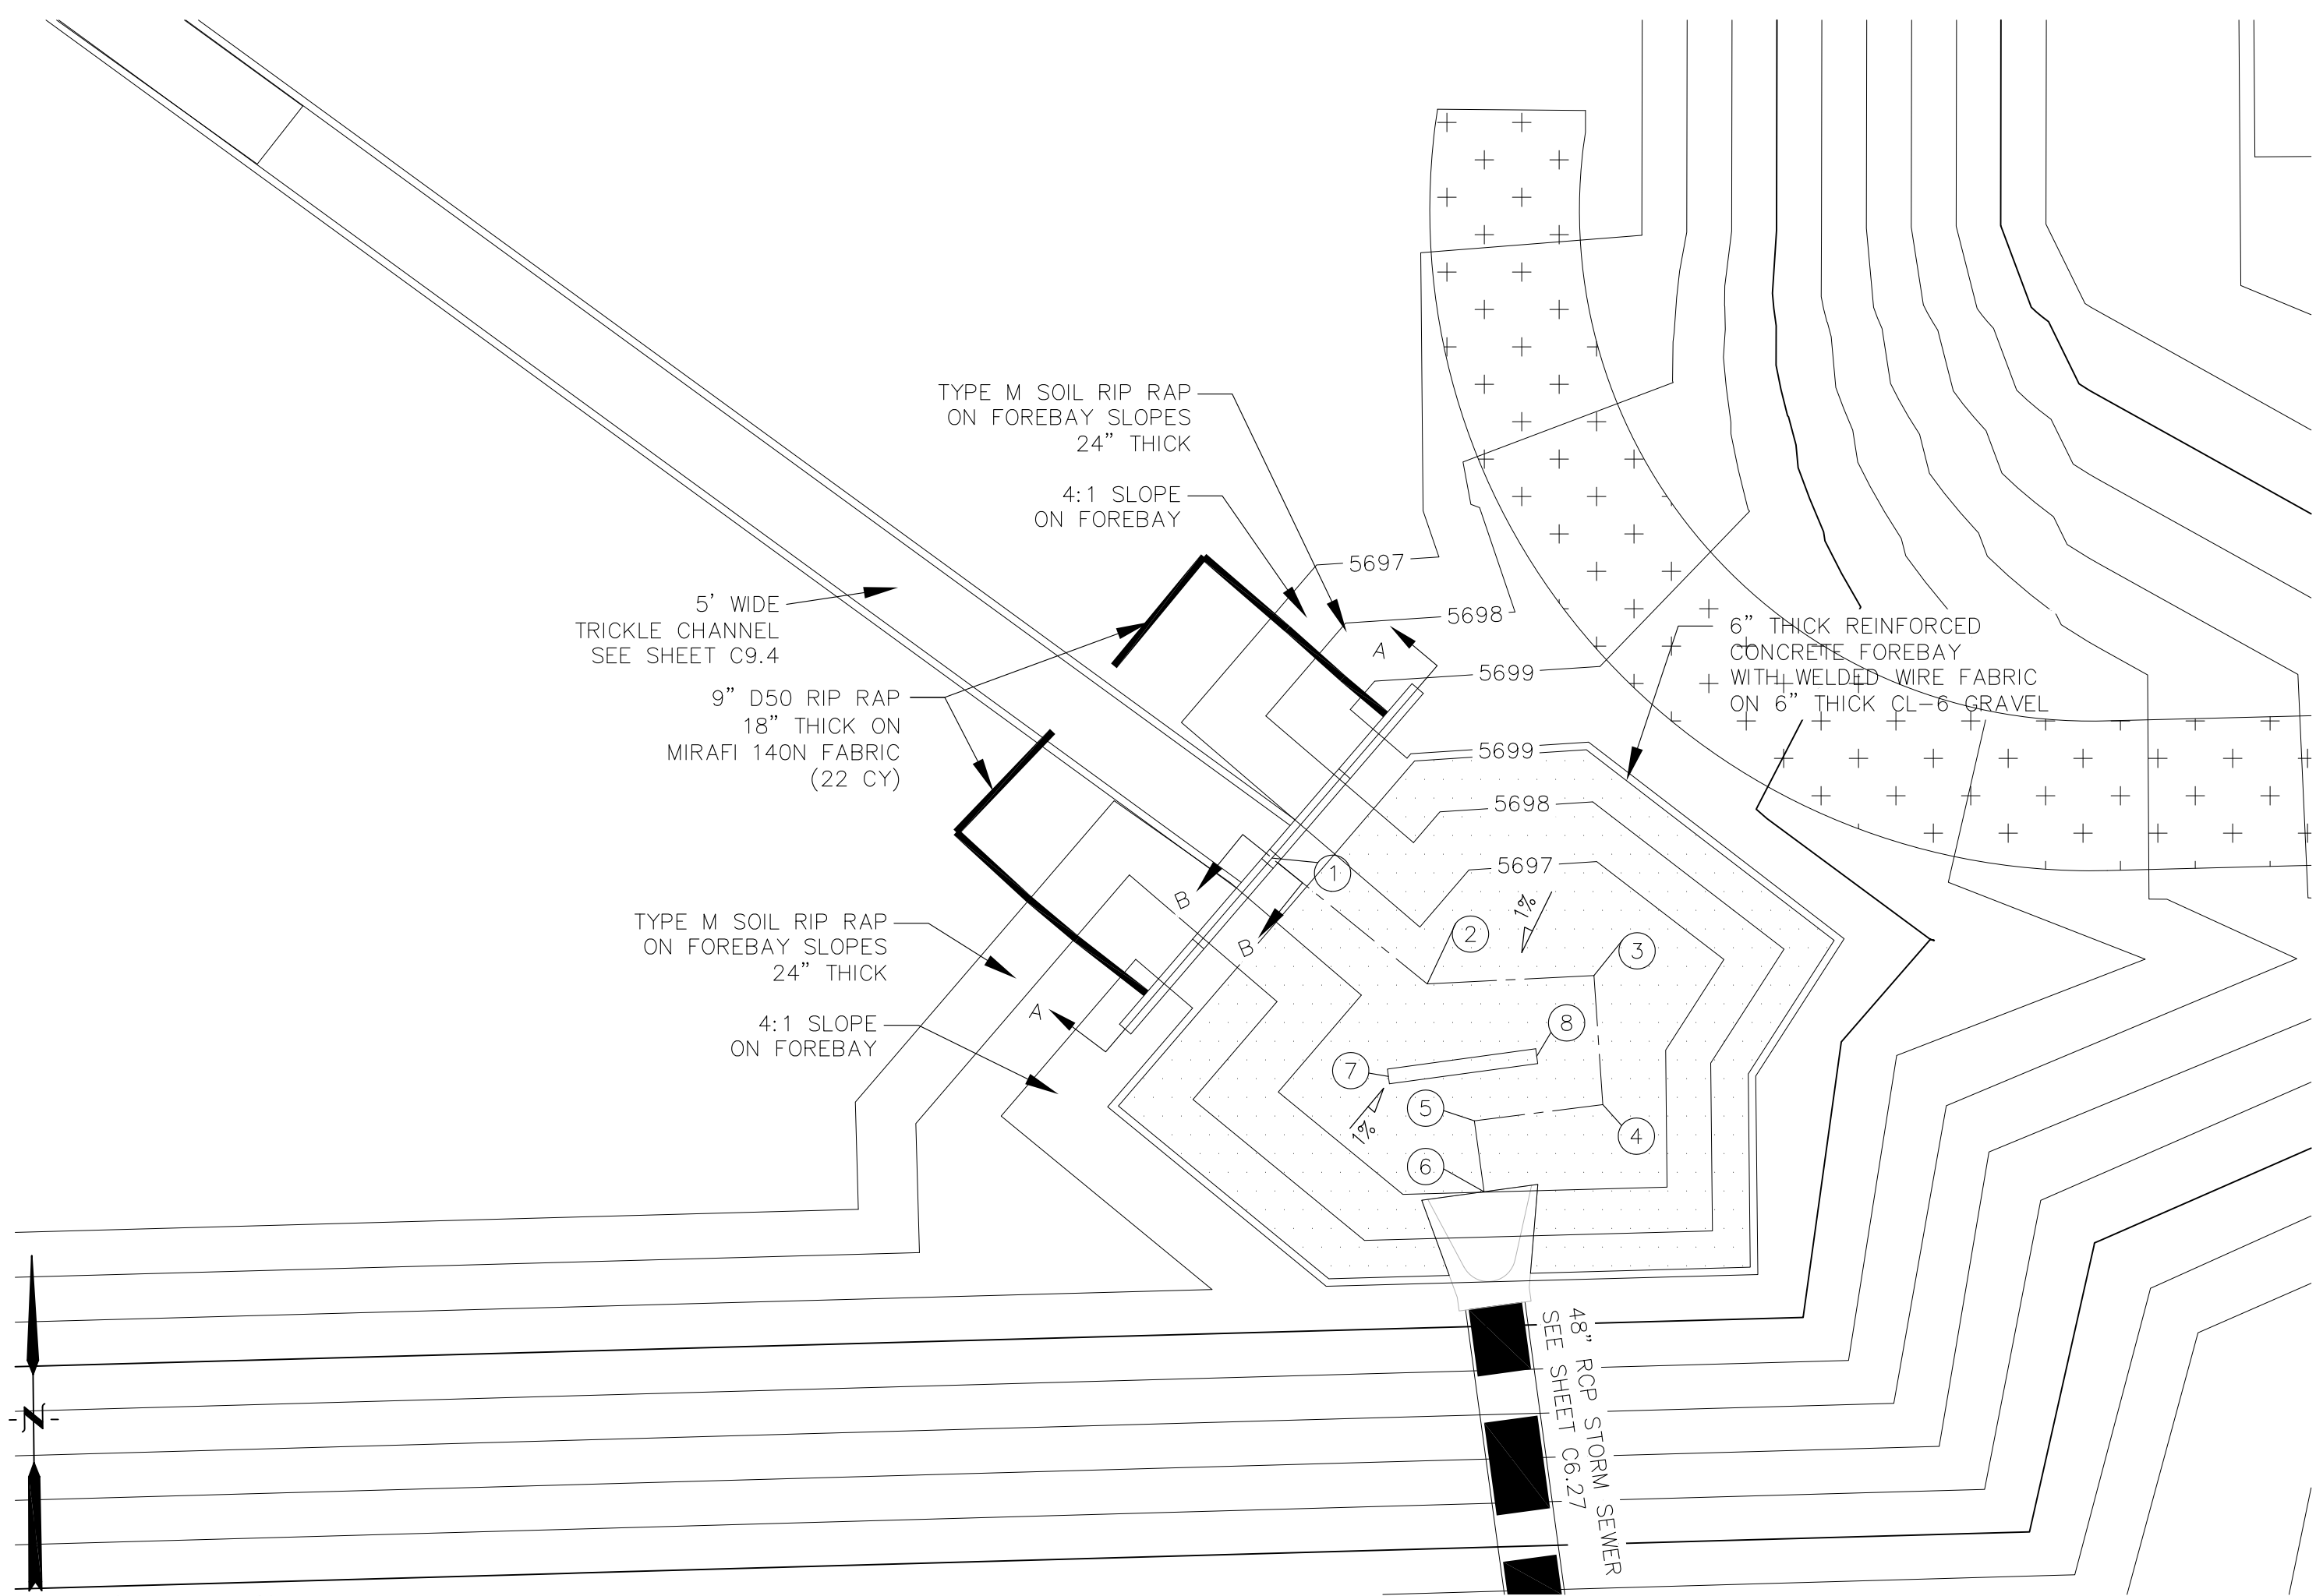 TYPE M SOIL RIP RAP
ON FOREBAY SLOPES
24" THICK
4:1 SLOPE
ON FOREBAY
5697
5698
5' WIDE
TRICKLE CHANNEL
SEE SHEET C9.4
6" THICK REINFORCED
CONCRETE FOREBAY
WITH WELDED WIRE FABRIC
ON 6" THICK CL-6 GRAVEL
A
5699
9" D50 RIP RAP
18" THICK ON
MIRAFI 140N FABRIC
(22 CY)
5699
5698
5697
1
B
B
1%
2
3
TYPE M SOIL RIP RAP
ON FOREBAY SLOPES
24" THICK
A
4:1 SLOPE
ON FOREBAY
8
7
5
1%
4
6
48" RCP STORM SEWER
SEE SHEET C6.27
-N-